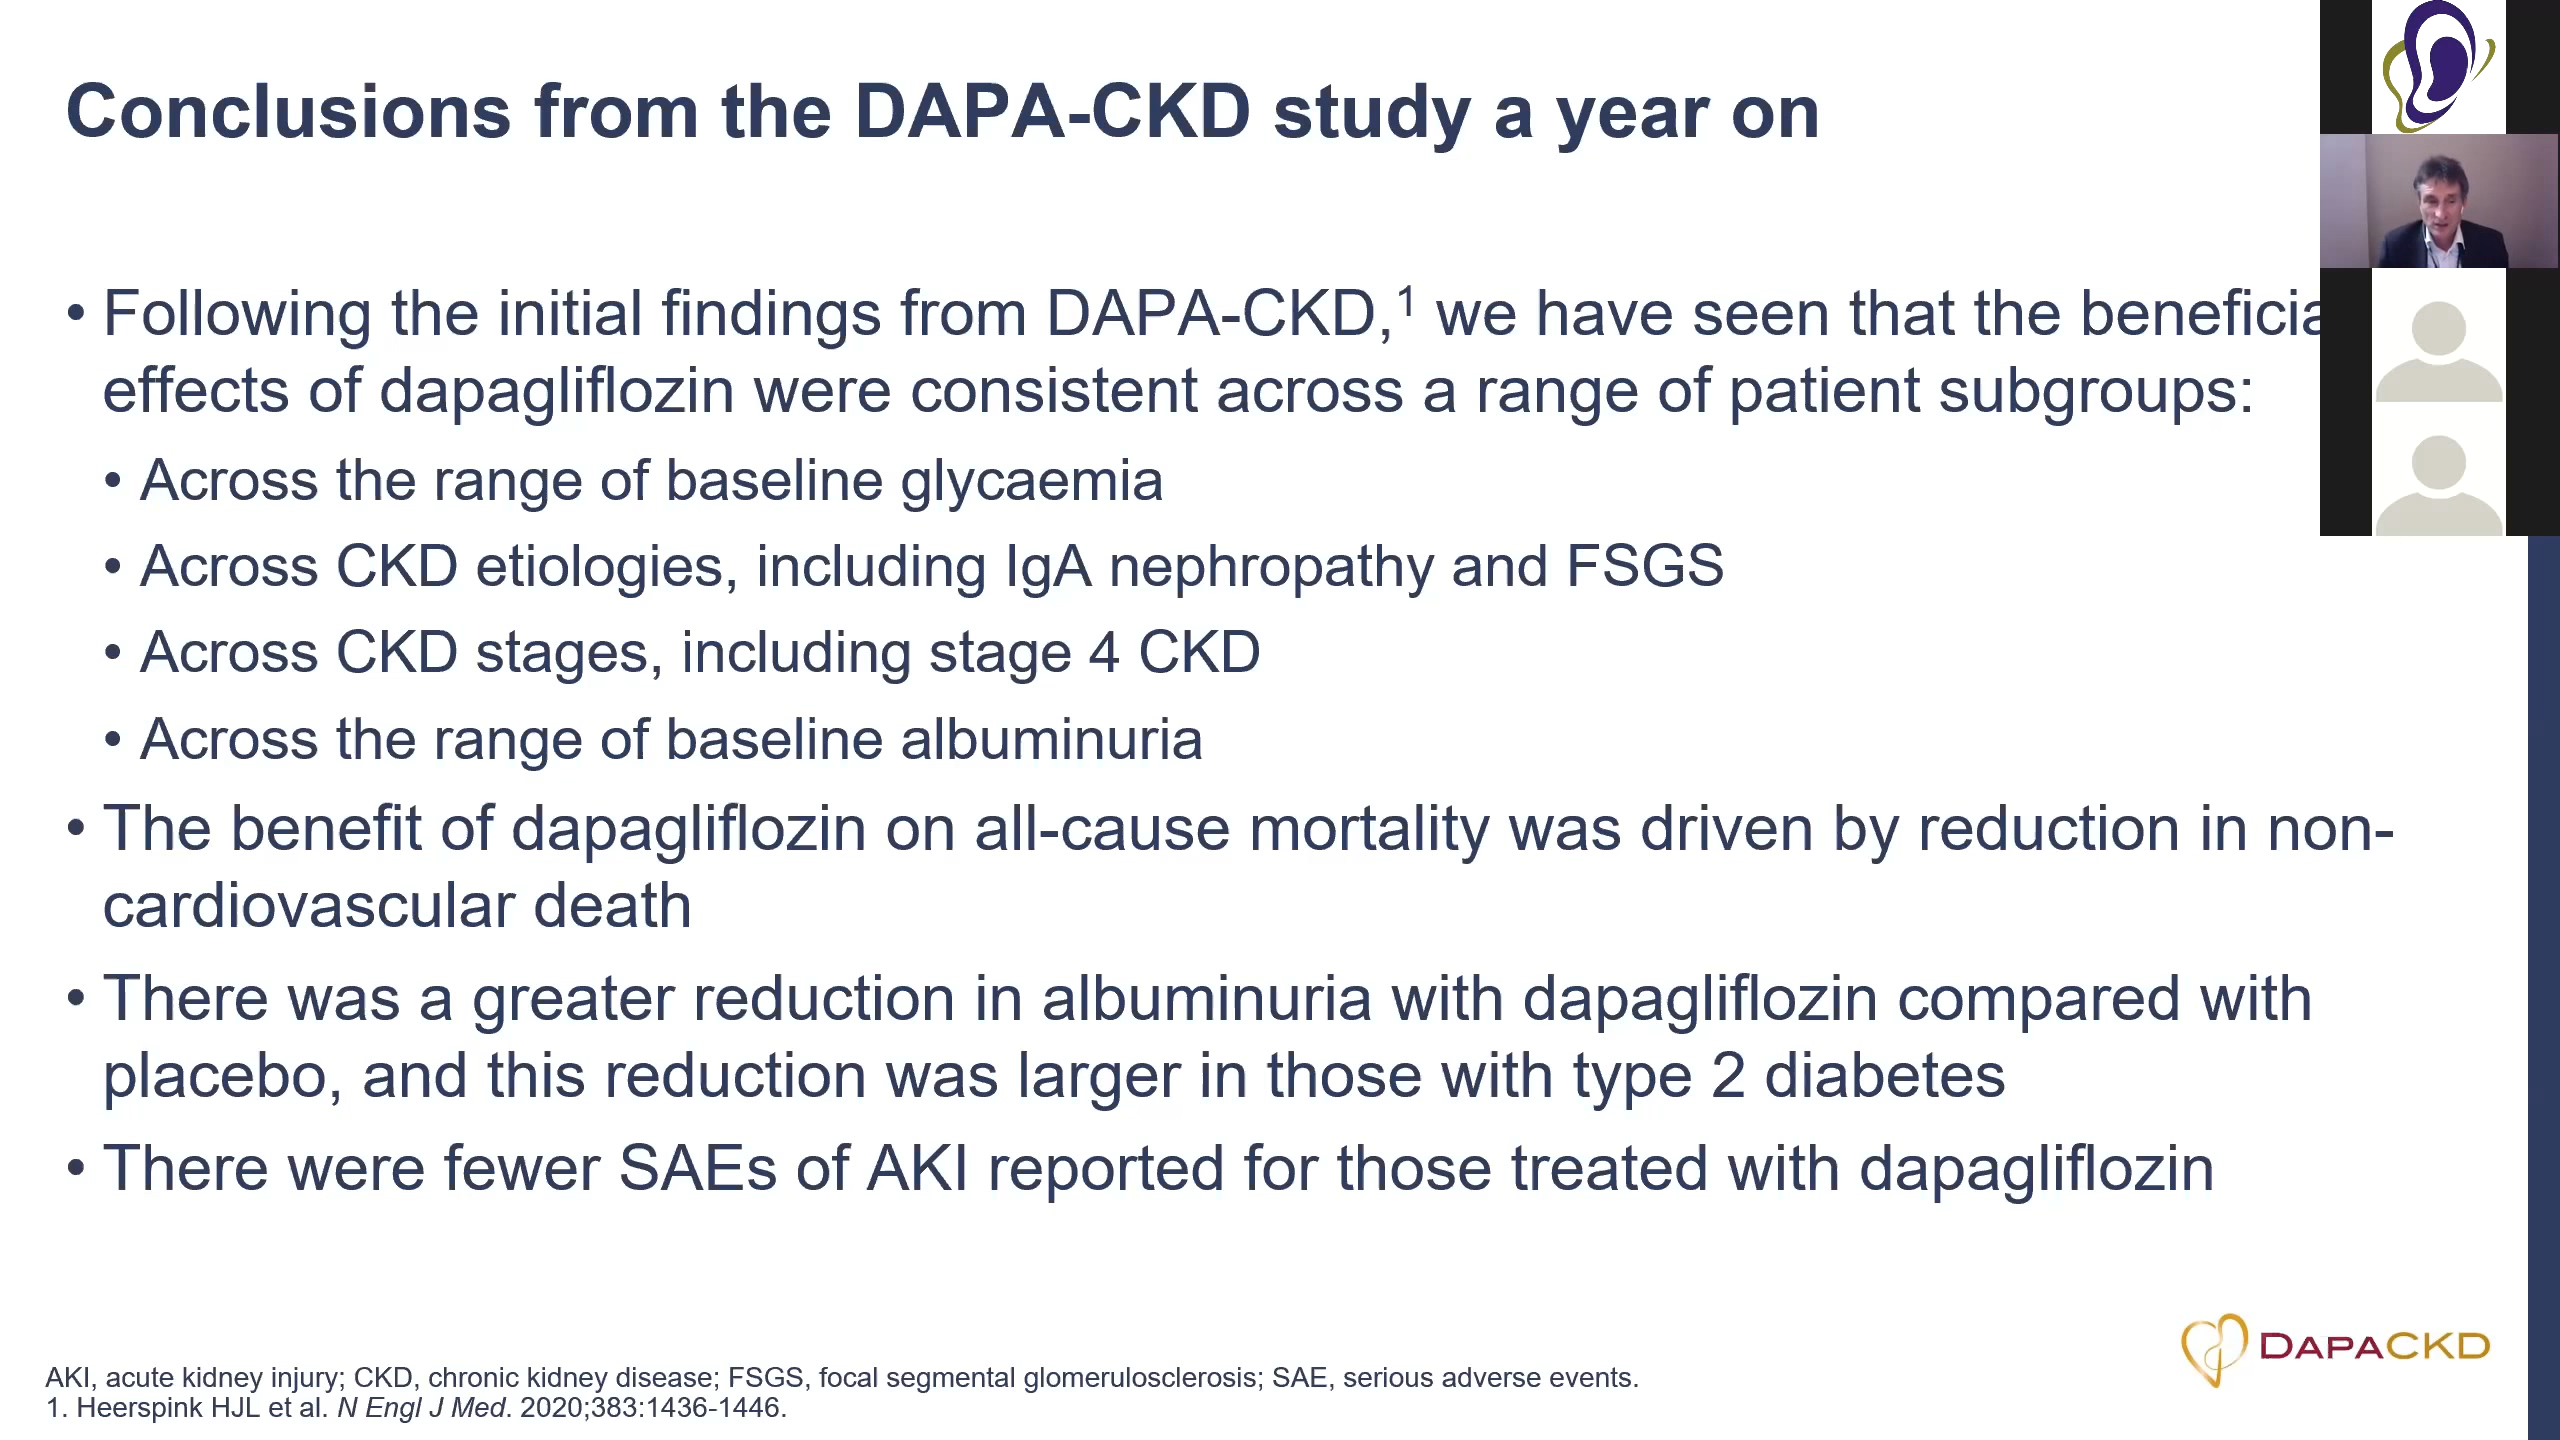 Conclusions from the DAPA-CKD study a year on
• Following the initial findings from DAPA-CKD,¹ we have seen that the beneficia
effects of dapagliflozin were consistent across a range of patient subgroups:
• Across the range of baseline glycaemia
• Across CKD etiologies, including IgA nephropathy and FSGS
• Across CKD stages, including stage 4 CKD
• Across the range of baseline albuminuria
• The benefit of dapagliflozin on all-cause mortality was driven by reduction in non-
cardiovascular death
• There was a greater reduction in albuminuria with dapagliflozin compared with
placebo, and this reduction was larger in those with type 2 diabetes
• There were fewer SAEs of AKI reported for those treated with dapagliflozin
DAPACKD
AKI, acute kidney injury; CKD, chronic kidney disease; FSGS, focal segmental glomerulosclerosis; SAE, serious adverse events.
1. Heerspink HJL et al. N Engl J Med. 2020;383:1436-1446.